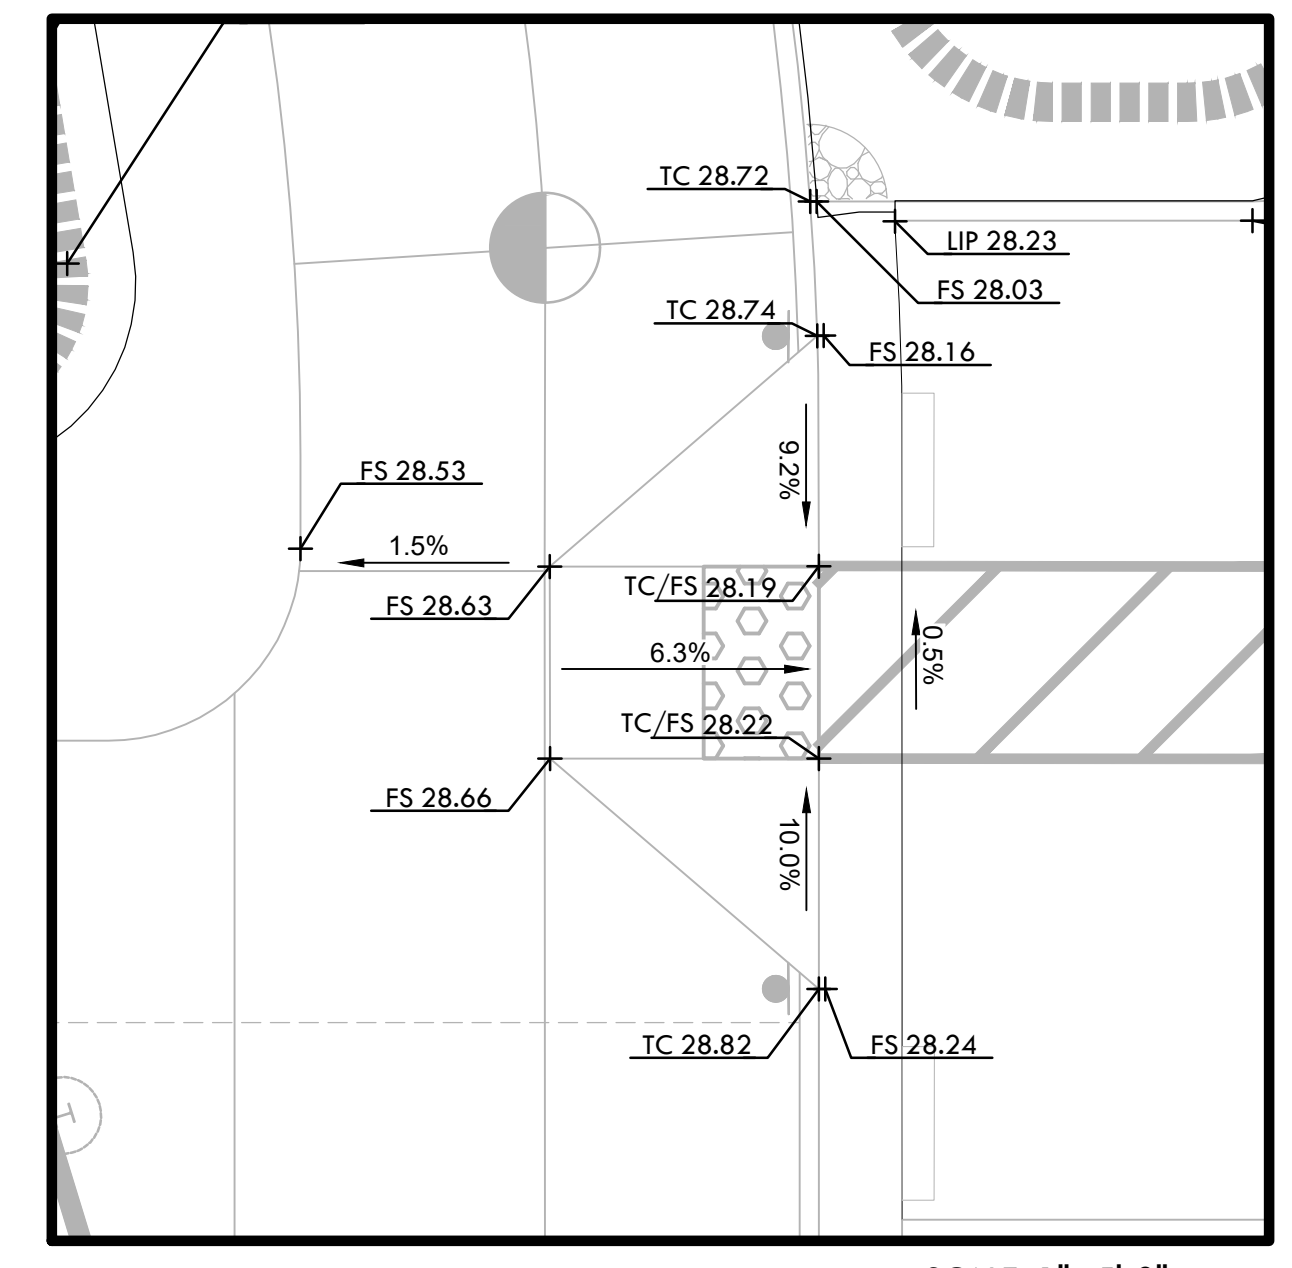 TC 28.72
LIP 28.23
FS 28.03
TC 28.74
FS 28.16
9.2%
FS 28.53
1.5%
TC/FS 28.19
FS 28.63
0.5%
6.3%
TC/FS 28.22
FS 28.66
10.0%
TC 28.82
FS 28.24